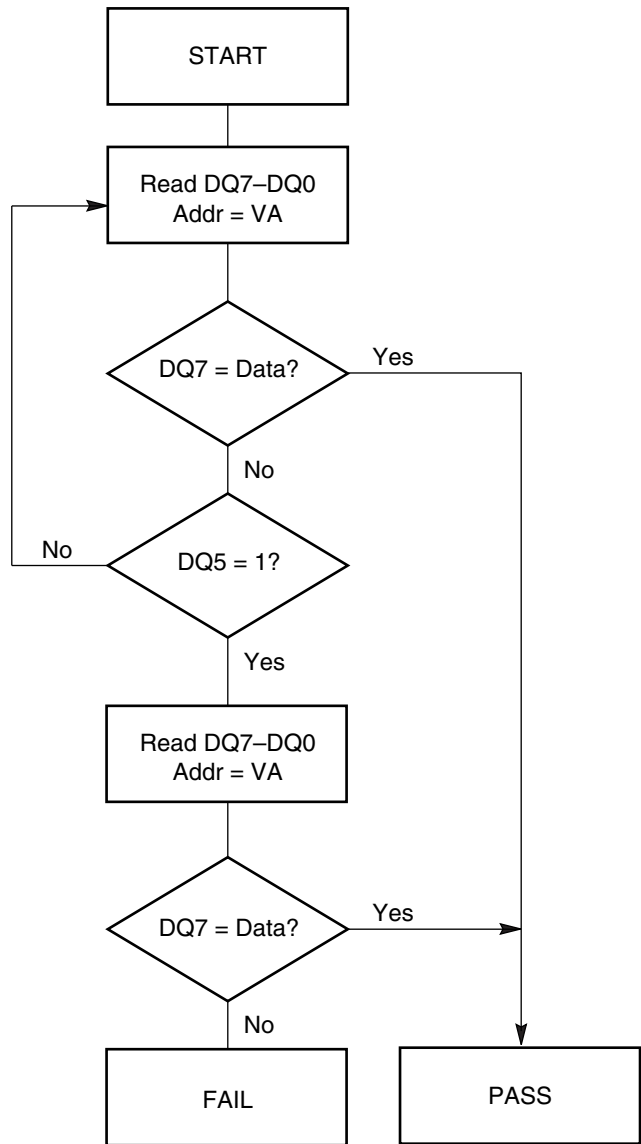 START
Read DQ7–DQ0
Addr = VA
DQ7 = Data?
Yes
No
No
DQ5 = 1?
Yes
Read DQ7–DQ0
Addr = VA
DQ7 = Data?
Yes
No
FAIL
PASS